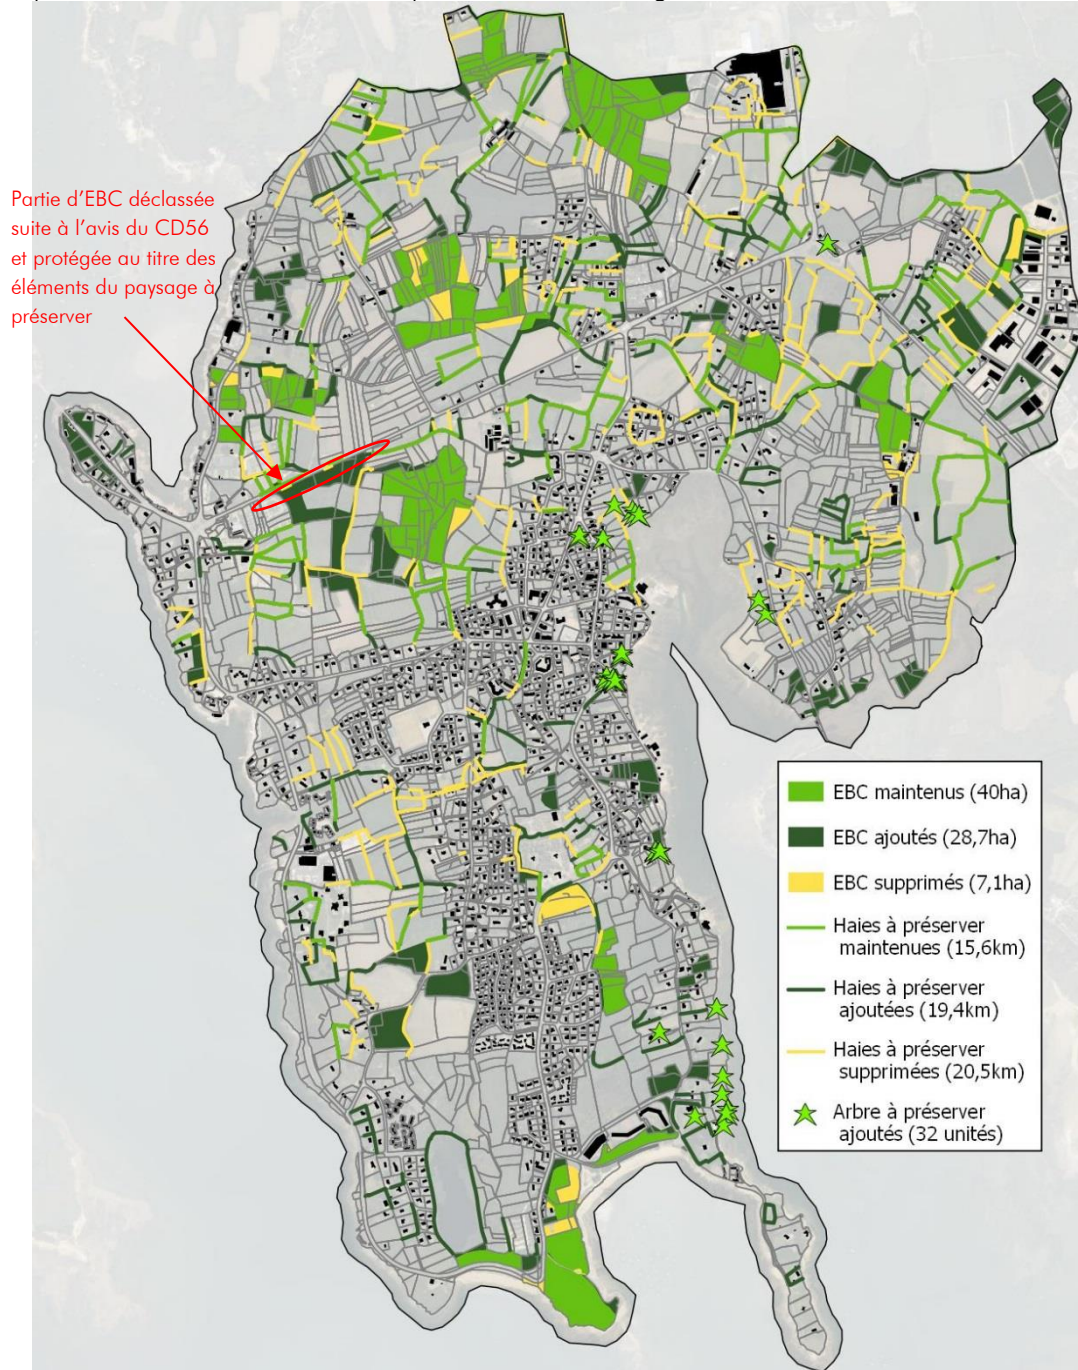 Partie d'EBC déclassée
suite à l'avis du CD56
et protégée au titre des
éléments du paysage à
préserver
EBC maintenus (40ha)
EBC ajoutés (28,7ha)
EBC supprimés (7,1ha)
Haies à préserver
maintenues (15,6km)
Haies à préserver
ajoutées (19,4km)
Haies à préserver
supprimées (20,5km)
Arbre à préserver
ajoutés (32 unités)